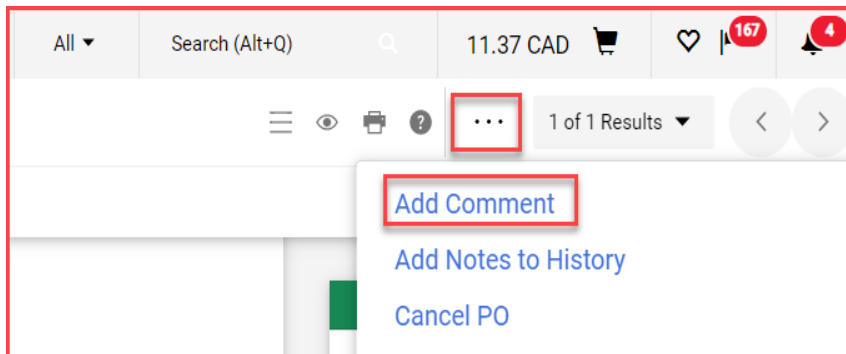 All Search (Alt+Q) 11.37 CAD 167 4
? ... 1 of 1 Results
Add Comment
Add Notes to History
Cancel PO